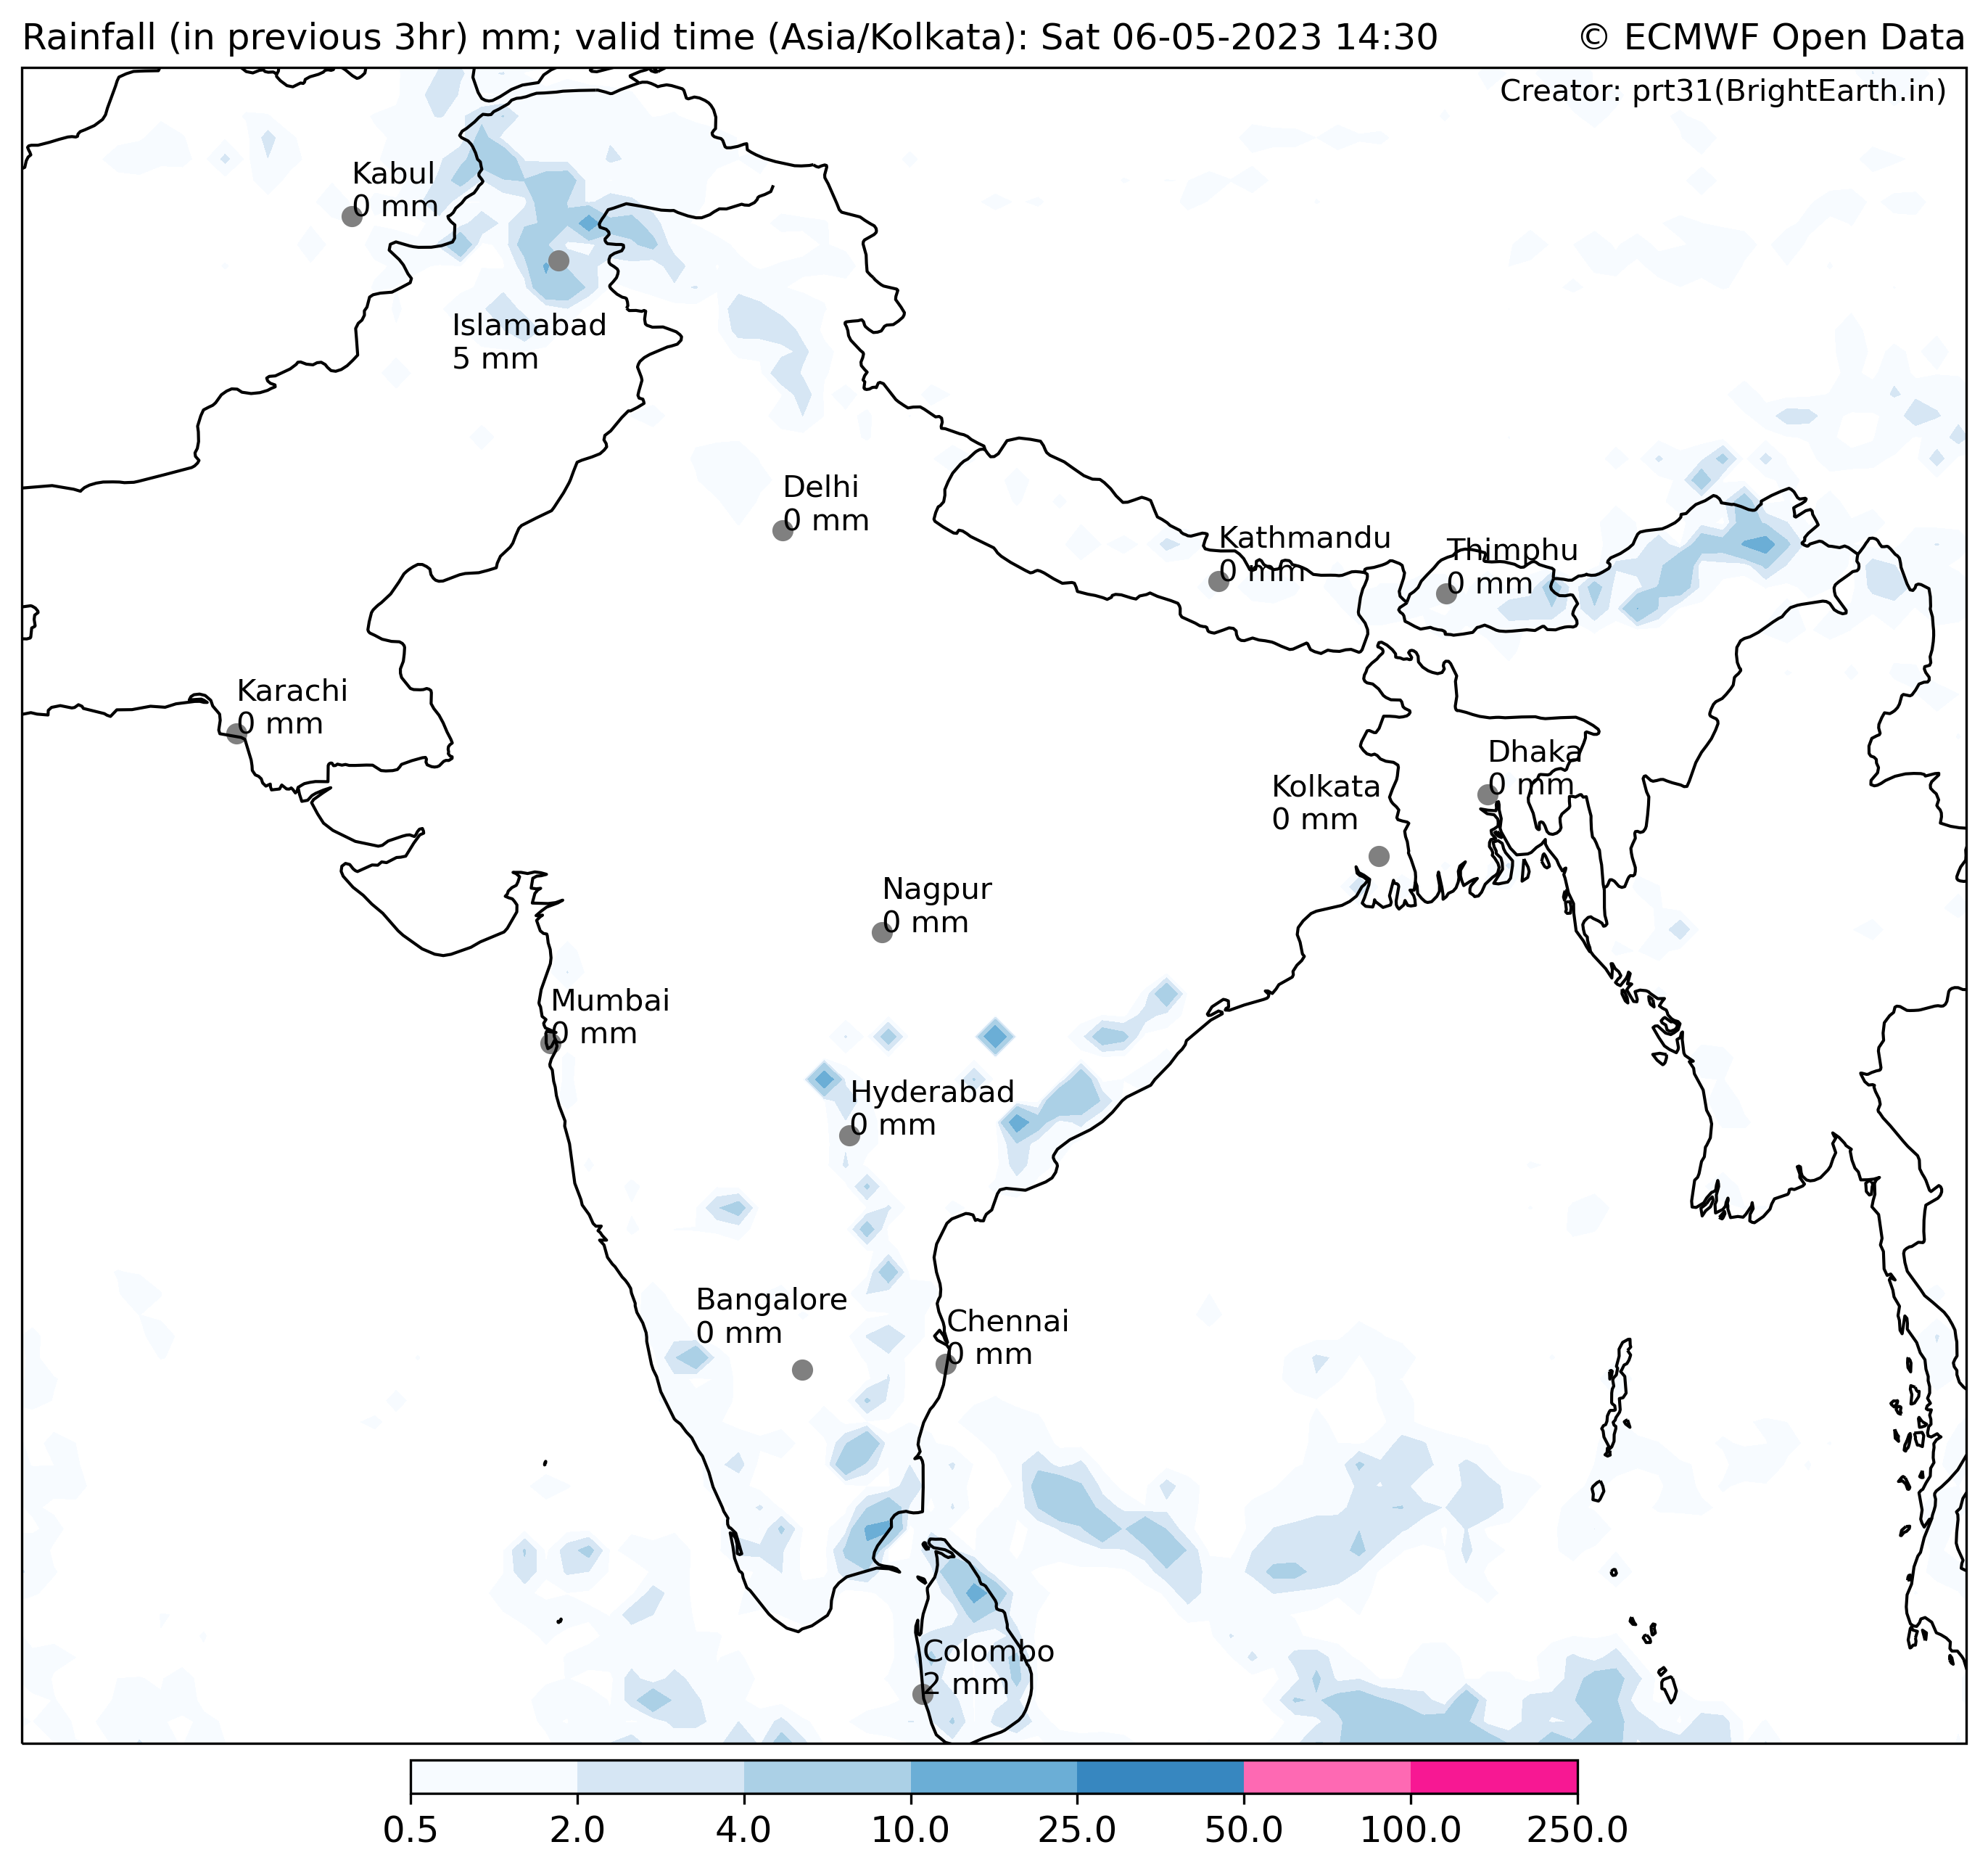 Rainfall (in previous 3hr) mm; valid time (Asia/Kolkata): Sat 06-05-2023 14:30
© ECMWF Open Data
Creator: prt31(BrightEarth.in)
Kabul
0 mm
Islamabad
5 mm
Delhi
0 mm
Kathmandu
0 mm
Thimphu
0 mm
Karachi
0 mm
Dhaka
0 mm
Kolkata
0 mm
Nagpur
0 mm
Mumbai
0 mm
Hyderabad
0 mm
Bangalore
0 mm
Chennai
0 mm
Colombo
2 mm
0.5 2.0 4.0 10.0 25.0 50.0 100.0 250.0